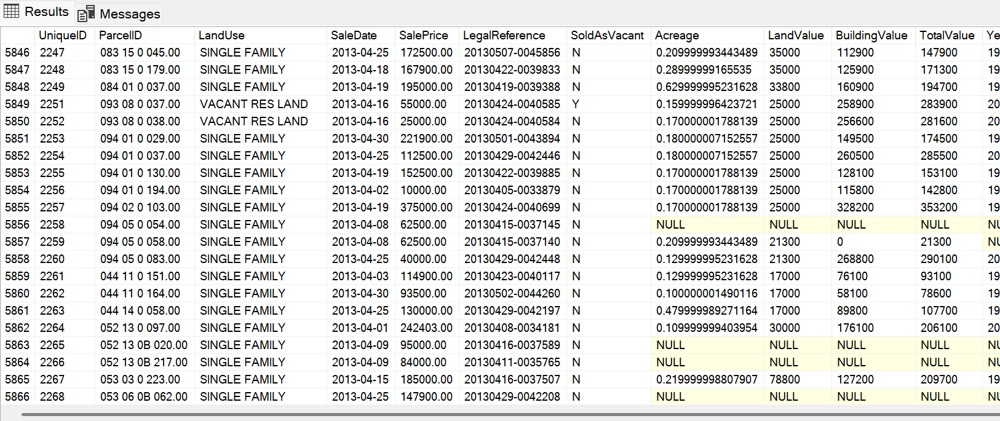 Results Messages
UniqueID ParcelID LandUse SaleDate SalePrice LegalReference SoldAsVacant Acreage LandValue BuildingValue TotalValue Ye
5846 2247 083 15 0 045.00 SINGLE FAMILY 2013-04-25 172500.00 20130507-0045856 N 0.209999993443489 35000 112900 147900 19
5847 2248 083 15 0 179.00 SINGLE FAMILY 2013-04-18 167900.00 20130422-0039833 N 0.28999999165535 35000 125900 171300 19
5848 2249 084 01 0 037.00 SINGLE FAMILY 2013-04-19 195000.00 20130419-0039388 N 0.629999995231628 33800 160900 194700 19
5849 2251 093 08 0 037.00 VACANT RES LAND 2013-04-16 55000.00 20130424-0040585 Y 0.159999996423721 25000 258900 283900 20
5850 2252 093 08 0 038.00 VACANT RES LAND 2013-04-16 25000.00 20130424-0040584 N 0.170000001788139 25000 256600 281600 20
5851 2253 094 01 0 029.00 SINGLE FAMILY 2013-04-30 221900.00 20130501-0043894 N 0.180000007152557 25000 149500 174500 19
5852 2254 094 01 0 037.00 SINGLE FAMILY 2013-04-25 112500.00 20130429-0042446 N 0.180000007152557 25000 260500 285500 20
5853 2255 094 01 0 130.00 SINGLE FAMILY 2013-04-19 152500.00 20130422-0039885 N 0.170000001788139 25000 128100 153100 19
5854 2256 094 01 0 194.00 SINGLE FAMILY 2013-04-02 10000.00 20130405-0033879 N 0.170000001788139 25000 115800 142800 19
5855 2257 094 02 0 103.00 SINGLE FAMILY 2013-04-19 375000.00 20130424-0040699 N 0.170000001788139 25000 328200 353200 19
5856 2258 094 05 0 054.00 SINGLE FAMILY 2013-04-08 62500.00 20130415-0037145 N NULL NULL NULL NULL NU
5857 2259 094 05 0 058.00 SINGLE FAMILY 2013-04-08 62500.00 20130415-0037140 N 0.209999993443489 21300 0 21300 NU
5858 2260 094 05 0 083.00 SINGLE FAMILY 2013-04-25 40000.00 20130429-0042448 N 0.129999995231628 21300 268800 290100 20
5859 2261 044 11 0 151.00 SINGLE FAMILY 2013-04-03 114900.00 20130423-0040117 N 0.129999995231628 17000 76100 93100 19
5860 2262 044 11 0 164.00 SINGLE FAMILY 2013-04-30 93500.00 20130502-0044260 N 0.100000001490116 17000 58100 78600 19
5861 2263 044 14 0 058.00 SINGLE FAMILY 2013-04-25 130000.00 20130429-0042197 N 0.479999989271164 17000 89800 107700 19
5862 2264 052 13 0 097.00 SINGLE FAMILY 2013-04-01 242403.00 20130408-0034181 N 0.109999999403954 30000 176100 206100 20
5863 2265 052 13 0B 020.00 SINGLE FAMILY 2013-04-09 95000.00 20130416-0037589 N NULL NULL NULL NULL NU
5864 2266 052 13 0B 217.00 SINGLE FAMILY 2013-04-09 84000.00 20130411-0035765 N NULL NULL NULL NULL NU
5865 2267 053 03 0 223.00 SINGLE FAMILY 2013-04-15 185000.00 20130416-0037507 N 0.219999998807907 78800 127200 209700 19
5866 2268 053 06 0B 062.00 SINGLE FAMILY 2013-04-25 147900.00 20130429-0042208 N NULL NULL NULL NULL NU